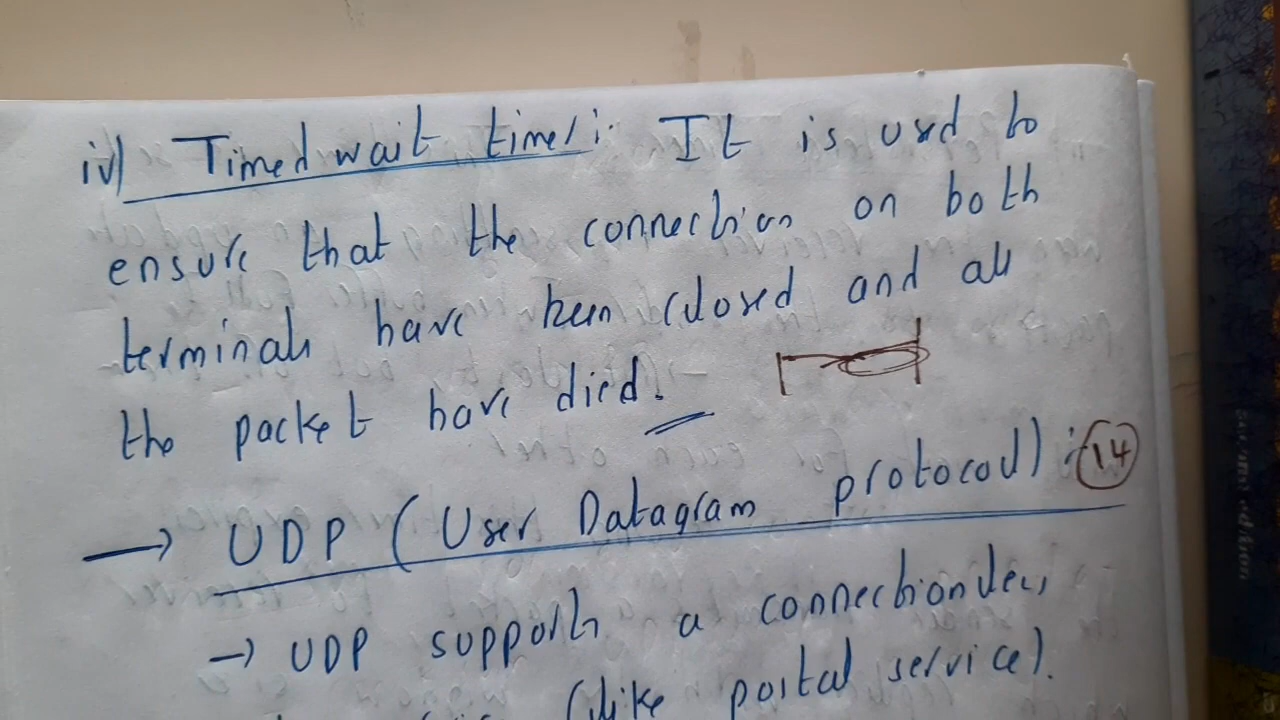 iv) Timed wait timer: It is used to
ensure that the connection on both
terminals have been closed and all
the packet have died.
→ UDP (User Datagram protocol) : 14
→ UDP supports a connectionless
(like postal service).